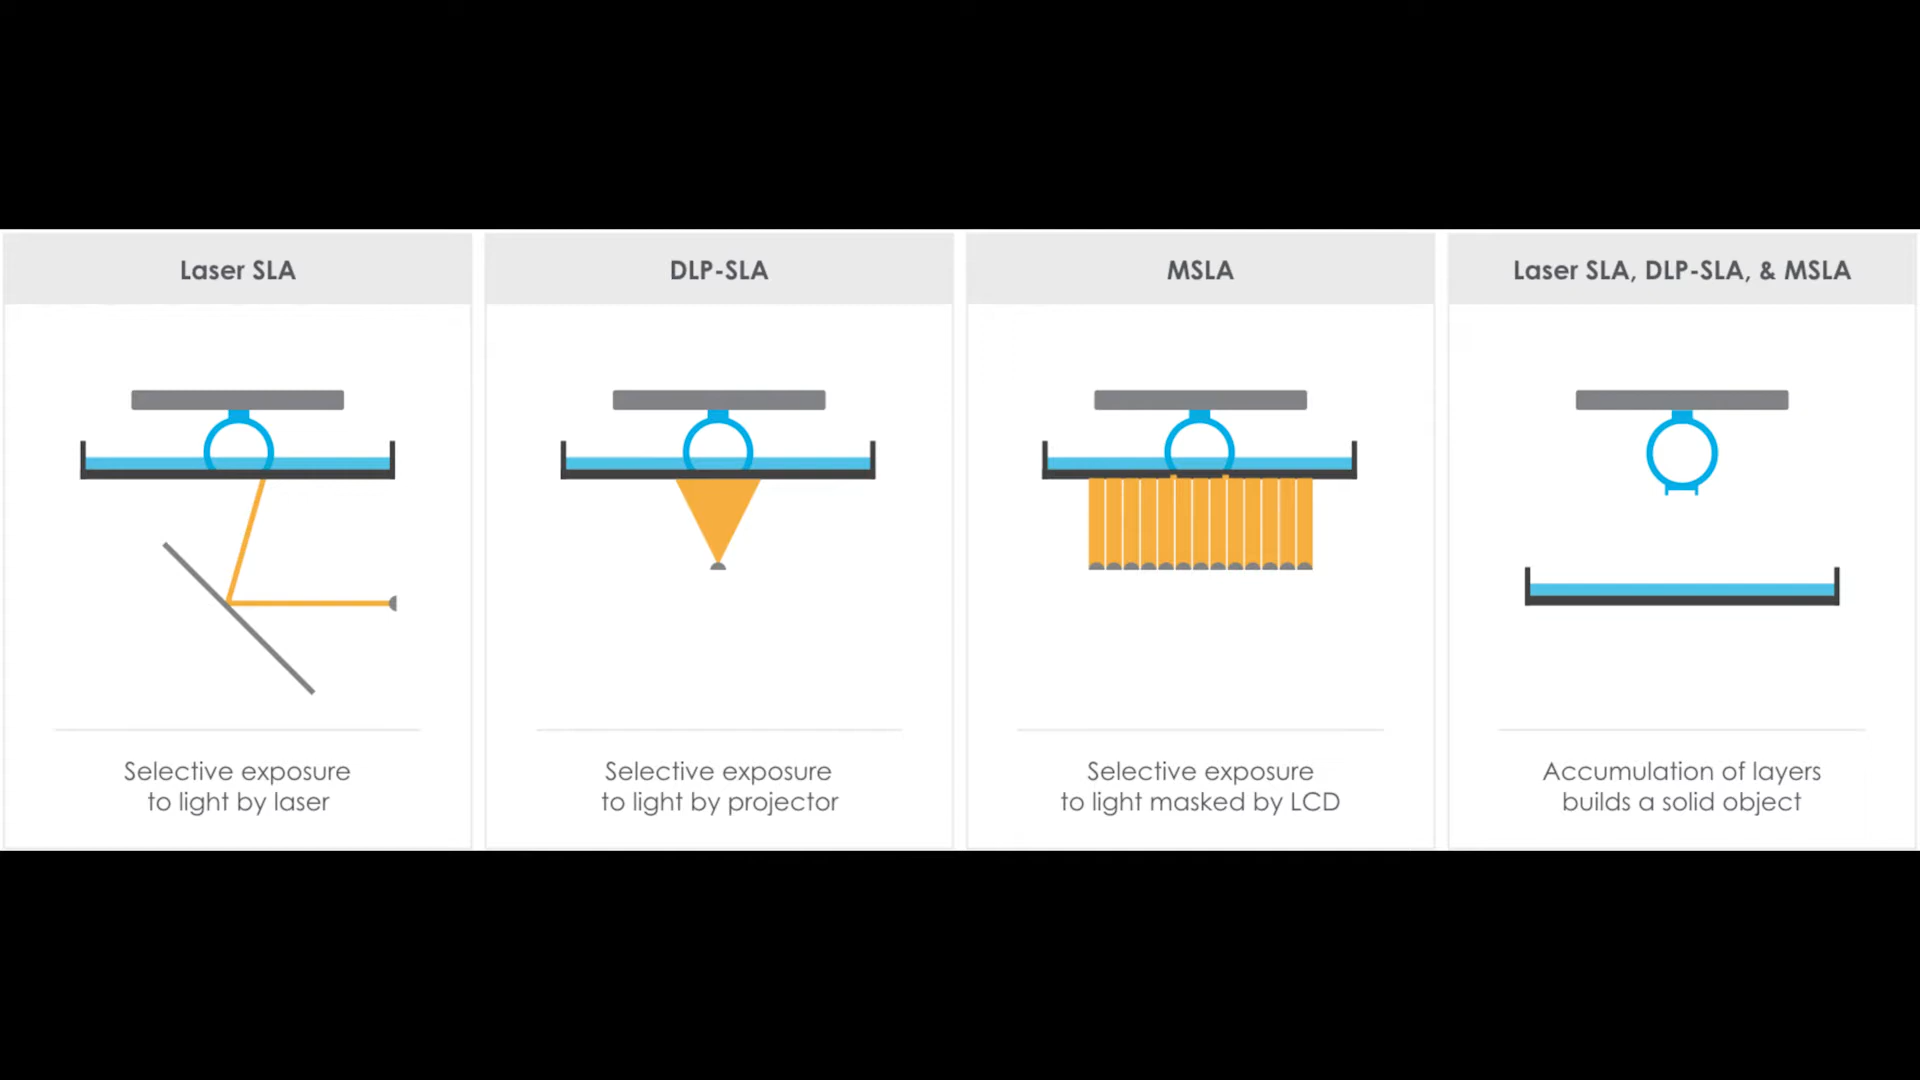 Laser SLA
Selective exposure
to light by laser
DLP-SLA
Selective exposure
to light by projector
MSLA
Selective exposure
to light masked by LCD
Laser SLA, DLP-SLA, & MSLA
Accumulation of layers
builds a solid object